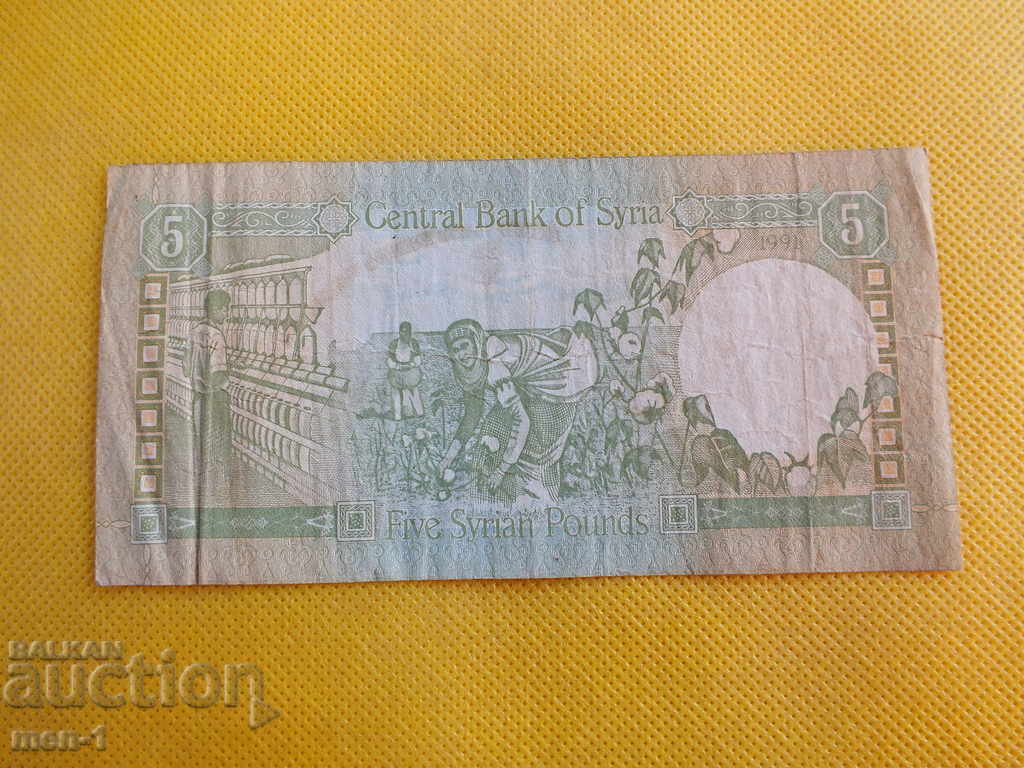 5 Central Bank of Syria 5
1991
Five Syrian Pounds
BALKAN
auction
men-1